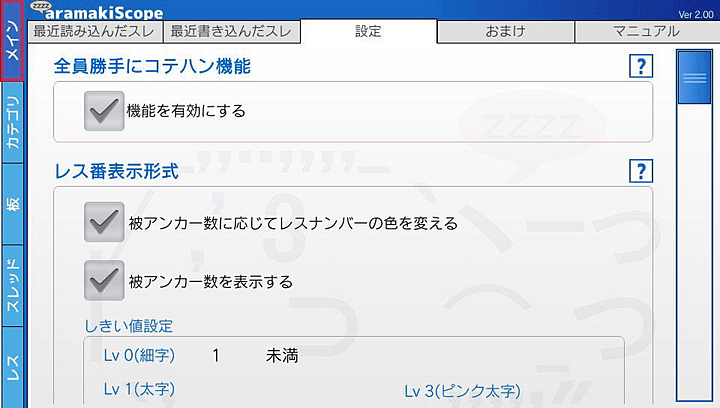 zzzz
aramakiScope
Ver 2.00
最近読み込んだスレ
最近書き込んだスレ
設定
おまけ
マニュアル
メイン
カテゴリ
板
スレッド
レス
全員勝手にコテハン機能
?
機能を有効にする
zzzz
レス番表示形式
?
被アンカー数に応じてレスナンバーの色を変える
被アンカー数を表示する
しきい値設定
Lv 0(細字) 1 未満
Lv 1(太字) Lv 3(ピンク太字)